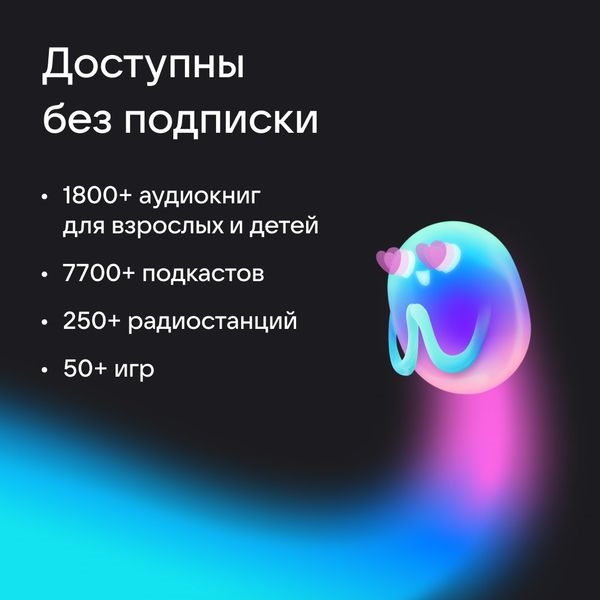 Доступны
без подписки
• 1800+ аудиокниг
для взрослых и детей
• 7700+ подкастов
• 250+ радиостанций
• 50+ игр